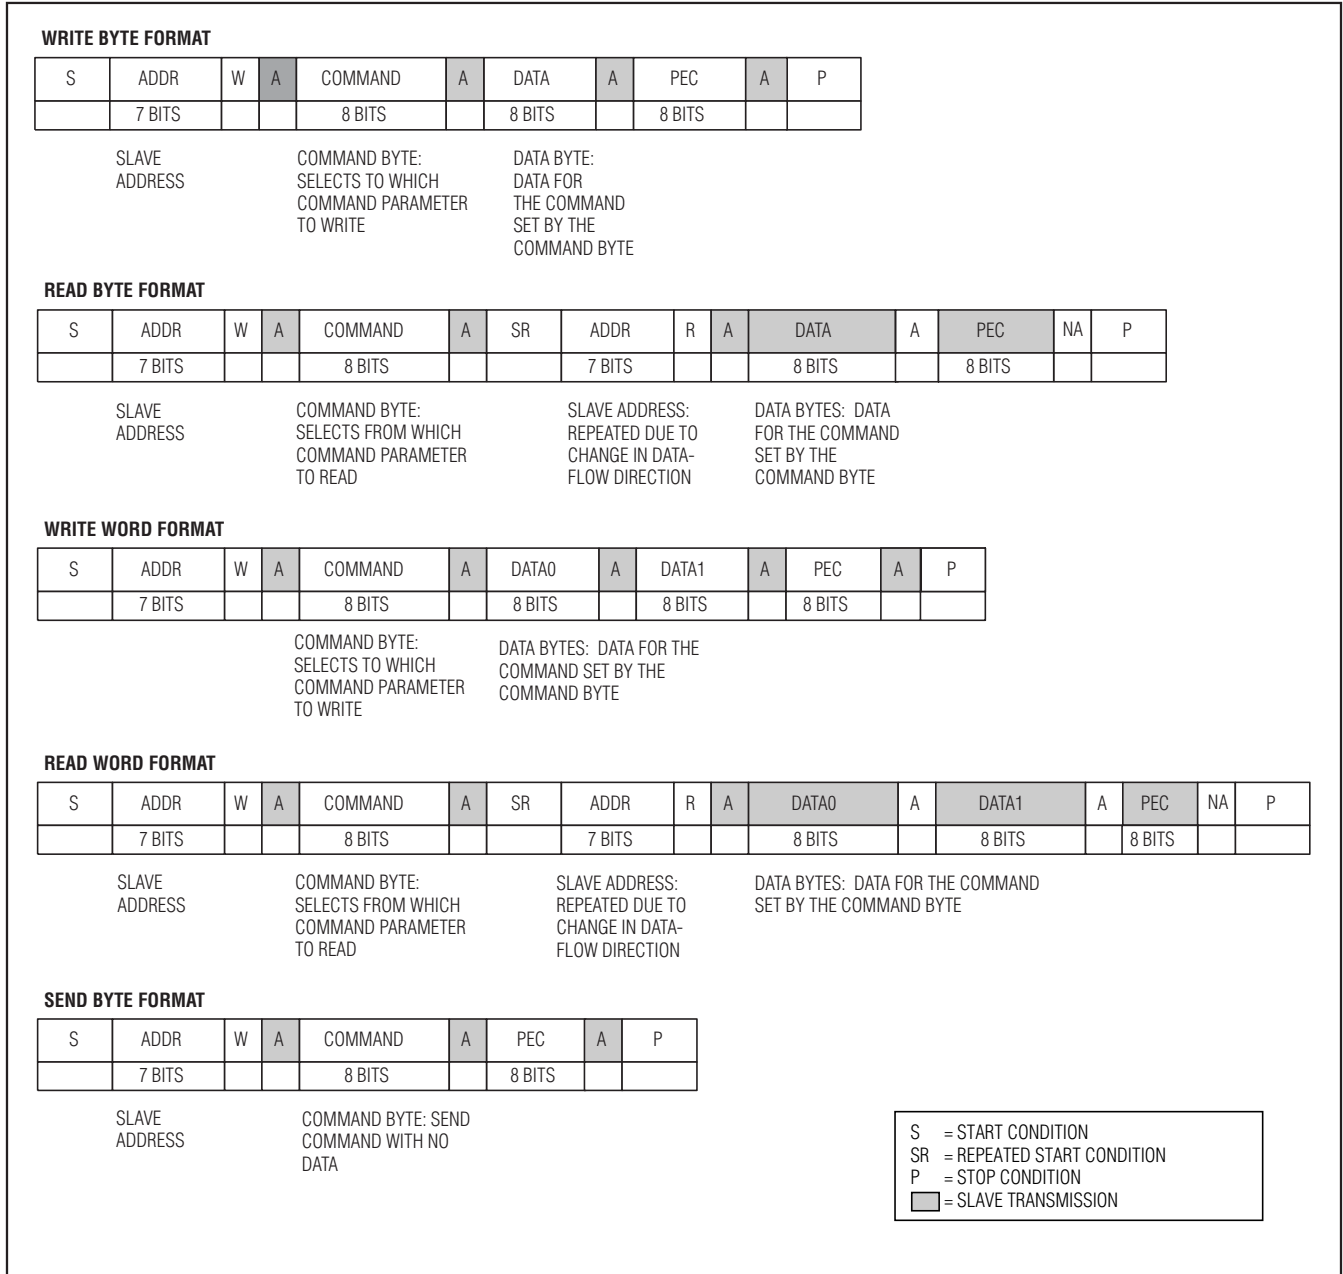 WRITE BYTE FORMAT
S ADDR W A COMMAND A DATA A PEC A P
7 BITS 8 BITS 8 BITS 8 BITS
SLAVE
ADDRESS
COMMAND BYTE:
SELECTS TO WHICH
COMMAND PARAMETER
TO WRITE
DATA BYTE:
DATA FOR
THE COMMAND
SET BY THE
COMMAND BYTE
READ BYTE FORMAT
S ADDR W A COMMAND A SR ADDR R A DATA A PEC NA P
7 BITS 8 BITS 7 BITS 8 BITS 8 BITS
SLAVE
ADDRESS
COMMAND BYTE:
SELECTS FROM WHICH
COMMAND PARAMETER
TO READ
SLAVE ADDRESS:
REPEATED DUE TO
CHANGE IN DATA-
FLOW DIRECTION
DATA BYTES: DATA
FOR THE COMMAND
SET BY THE
COMMAND BYTE
WRITE WORD FORMAT
S ADDR W A COMMAND A DATA0 A DATA1 A PEC A P
7 BITS 8 BITS 8 BITS 8 BITS 8 BITS
COMMAND BYTE:
SELECTS TO WHICH
COMMAND PARAMETER
TO WRITE
DATA BYTES: DATA FOR THE
COMMAND SET BY THE
COMMAND BYTE
READ WORD FORMAT
S ADDR W A COMMAND A SR ADDR R A DATA0 A DATA1 A PEC NA P
7 BITS 8 BITS 7 BITS 8 BITS 8 BITS 8 BITS
SLAVE
ADDRESS
COMMAND BYTE:
SELECTS FROM WHICH
COMMAND PARAMETER
TO READ
SLAVE ADDRESS:
REPEATED DUE TO
CHANGE IN DATA-
FLOW DIRECTION
DATA BYTES: DATA FOR THE COMMAND
SET BY THE COMMAND BYTE
SEND BYTE FORMAT
S ADDR W A COMMAND A PEC A P
7 BITS 8 BITS 8 BITS
SLAVE
ADDRESS
COMMAND BYTE: SEND
COMMAND WITH NO
DATA
S = START CONDITION
SR = REPEATED START CONDITION
P = STOP CONDITION
= SLAVE TRANSMISSION